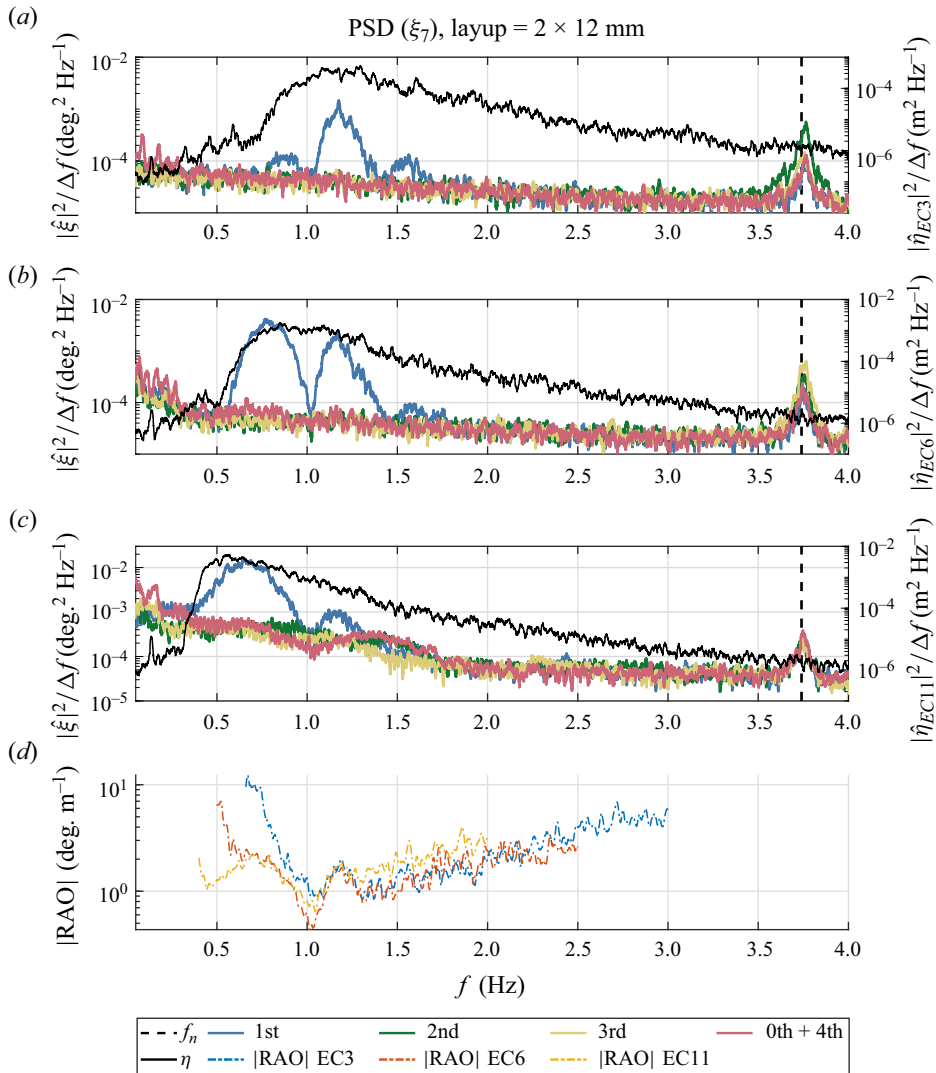 (a)
PSD (ξ₇), layup = 2 × 12 mm
|ξ̂|²/Δf (deg.² Hz⁻¹)
10⁻²
10⁻⁴
10⁻⁴
10⁻⁶
|η̂_EC3|²/Δf (m² Hz⁻¹)
0.5 1.0 1.5 2.0 2.5 3.0 3.5 4.0
(b)
|ξ̂|²/Δf (deg.² Hz⁻¹)
10⁻²
10⁻⁴
10⁻²
10⁻⁴
10⁻⁶
|η̂_EC6|²/Δf (m² Hz⁻¹)
0.5 1.0 1.5 2.0 2.5 3.0 3.5 4.0
(c)
|ξ̂|²/Δf (deg.² Hz⁻¹)
10⁻²
10⁻³
10⁻⁴
10⁻⁵
10⁻²
10⁻⁴
10⁻⁶
|η̂_EC11|²/Δf (m² Hz⁻¹)
0.5 1.0 1.5 2.0 2.5 3.0 3.5 4.0
(d)
|RAO| (deg. m⁻¹)
10¹
10⁰
0.5 1.0 1.5 2.0 2.5 3.0 3.5 4.0
f (Hz)
fₙ 1st 2nd 3rd 0th + 4th
η |RAO| EC3 |RAO| EC6 |RAO| EC11